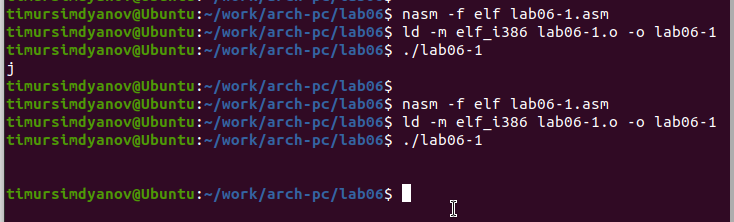 timursimdyanov@Ubuntu:~/work/arch-pc/lab06$ nasm -f elf lab06-1.asm
timursimdyanov@Ubuntu:~/work/arch-pc/lab06$ ld -m elf_i386 lab06-1.o -o lab06-1
timursimdyanov@Ubuntu:~/work/arch-pc/lab06$ ./lab06-1
j
timursimdyanov@Ubuntu:~/work/arch-pc/lab06$
timursimdyanov@Ubuntu:~/work/arch-pc/lab06$ nasm -f elf lab06-1.asm
timursimdyanov@Ubuntu:~/work/arch-pc/lab06$ ld -m elf_i386 lab06-1.o -o lab06-1
timursimdyanov@Ubuntu:~/work/arch-pc/lab06$ ./lab06-1
timursimdyanov@Ubuntu:~/work/arch-pc/lab06$